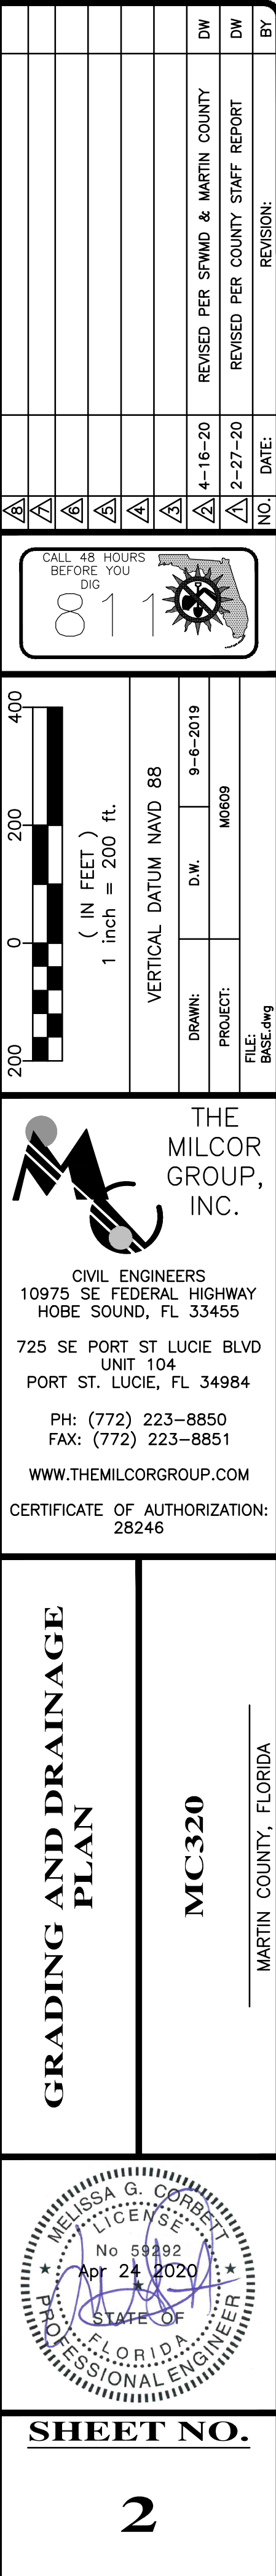 8
7
6
5
4
3
2 4-16-20 REVISED PER SFWMD & MARTIN COUNTY DW
1 2-27-20 REVISED PER COUNTY STAFF REPORT DW
NO. DATE: REVISION: BY
CALL 48 HOURS
BEFORE YOU
DIG
811
200 0 200 400
( IN FEET )
1 inch = 200 ft.
VERTICAL DATUM NAVD 88
DRAWN: D.W. 9-6-2019
PROJECT: M0609
FILE:
BASE.dwg
THE
MILCOR
GROUP,
INC.
CIVIL ENGINEERS
10975 SE FEDERAL HIGHWAY
HOBE SOUND, FL 33455
725 SE PORT ST LUCIE BLVD
UNIT 104
PORT ST. LUCIE, FL 34984
PH: (772) 223-8850
FAX: (772) 223-8851
WWW.THEMILCORGROUP.COM
CERTIFICATE OF AUTHORIZATION:
28246
GRADING AND DRAINAGE
PLAN
MC320
MARTIN COUNTY, FLORIDA
MELISSA G. CORBETT
LICENSE
No 59292
Apr 24 2020
STATE OF
FLORIDA
PROFESSIONAL ENGINEER
SHEET NO.
2